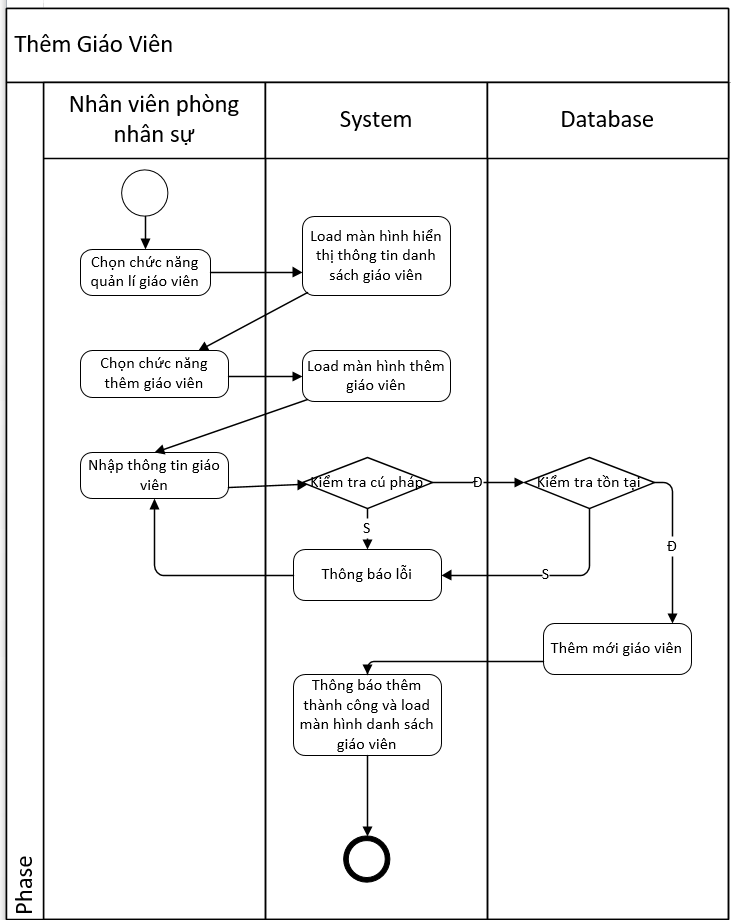 Thêm Giáo Viên
Nhân viên phòng
nhân sự
System
Database
Load màn hình hiển
thị thông tin danh
sách giáo viên
Chọn chức năng
quản lí giáo viên
Chọn chức năng
thêm giáo viên
Load màn hình thêm
giáo viên
Nhập thông tin giáo
viên
Kiểm tra cú pháp
Đ
Kiểm tra tồn tại
S
Đ
Thông báo lỗi
S
Thêm mới giáo viên
Thông báo thêm
thành công và load
màn hình danh sách
giáo viên
Phase